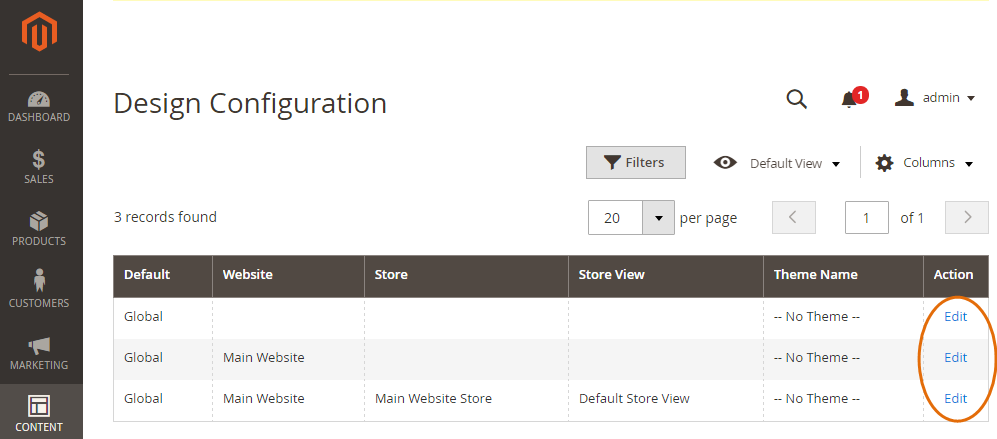 DASHBOARD
SALES
PRODUCTS
CUSTOMERS
MARKETING
CONTENT
Design Configuration
1
admin
Filters
Default View
Columns
3 records found
20
per page
1
of 1
Default Website Store Store View Theme Name Action
Global -- No Theme -- Edit
Global Main Website -- No Theme -- Edit
Global Main Website Main Website Store Default Store View -- No Theme -- Edit